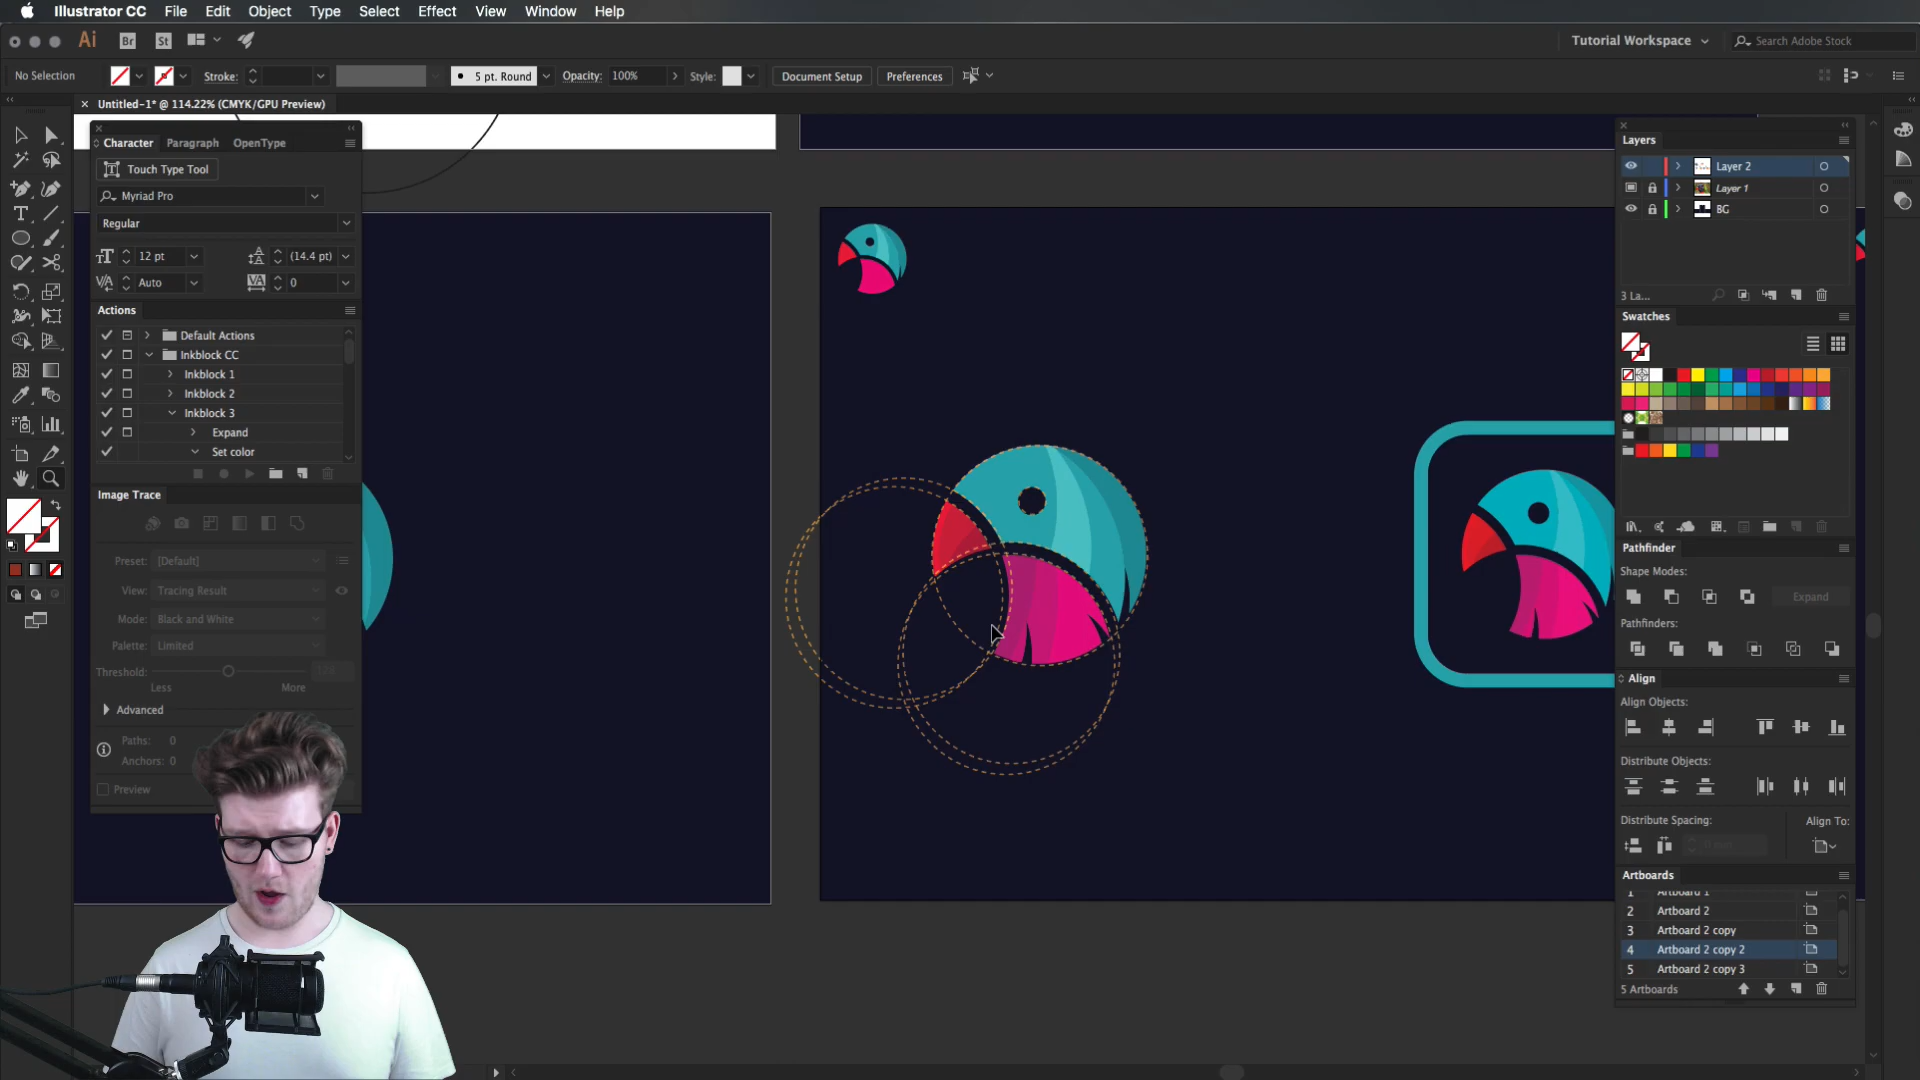 Illustrator CC File Edit Object Type Select Effect View Window Help
Ai Br St Tutorial Workspace Search Adobe Stock
No Selection Stroke: 5 pt. Round Opacity: 100% Style: Document Setup Preferences
Untitled-1* @ 114.22% (CMYK/GPU Preview)
Character Paragraph OpenType
Touch Type Tool
Myriad Pro
Regular
12 pt (14.4 pt)
Auto 0
Actions
Default Actions
Inkblock CC
Inkblock 1
Inkblock 2
Inkblock 3
Expand
Set color
Image Trace
Preset: [Default]
View: Tracing Result
Mode: Black and White
Palette: Limited
Threshold:
Less More
Advanced
Paths: 0
Anchors: 0
Preview
Layers
Layer 2
Layer 1
BG
3 La...
Swatches
Pathfinder
Shape Modes:
Expand
Pathfinders:
Align
Align Objects:
Distribute Objects:
Distribute Spacing: Align To:
Artboards
1 Artboard 1
2 Artboard 2
3 Artboard 2 copy
4 Artboard 2 copy 2
5 Artboard 2 copy 3
5 Artboards